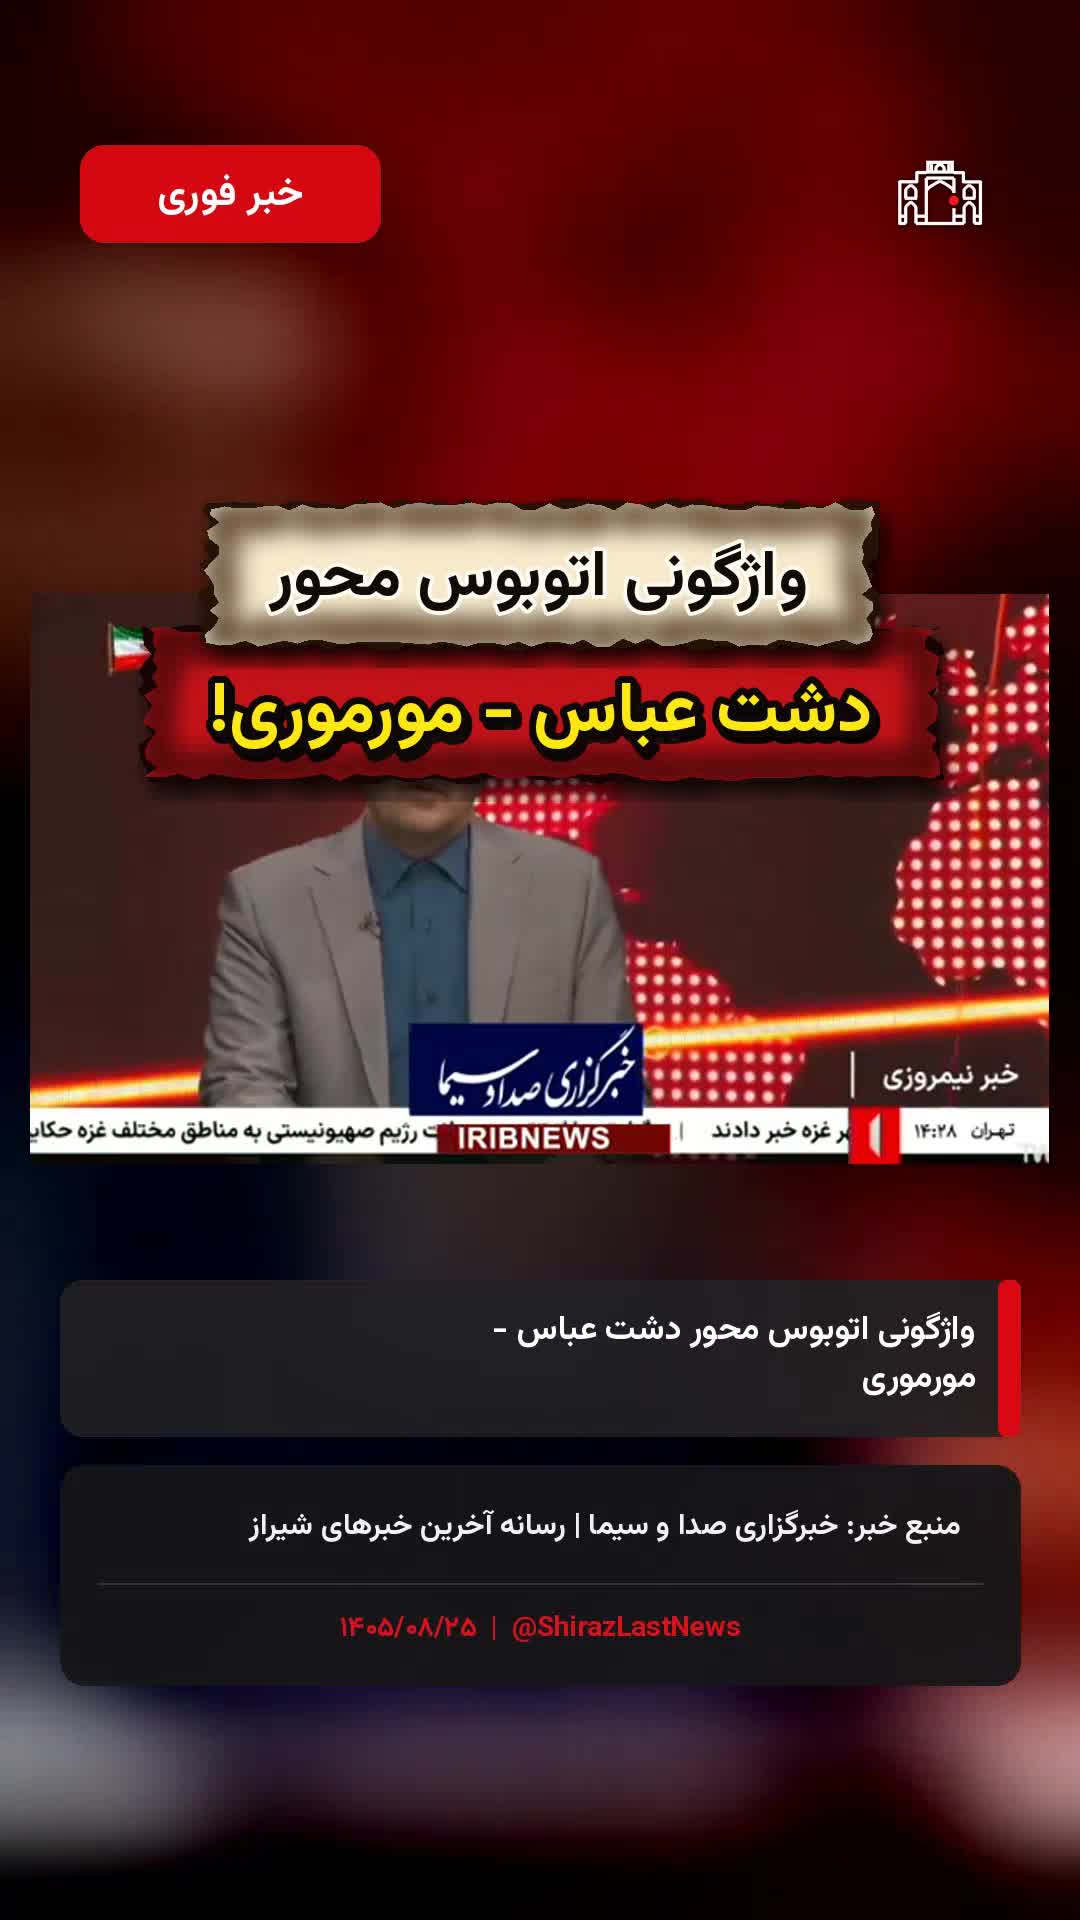 خبر فوری
واژگونی اتوبوس محور
دشت عباس - مورموری!
خبرگزاری صدا و سیما
IRIBNEWS
خبر نیمروزی
تهران ۱۴:۲۸
غزه خبر دادند | رژیم صهیونیستی به مناطق مختلف غزه
واژگونی اتوبوس محور دشت عباس -
مورموری
منبع خبر: خبرگزاری صدا و سیما | رسانه آخرین خبرهای شیراز
۱۴۰۵/۰۸/۲۵ | @ShirazLastNews